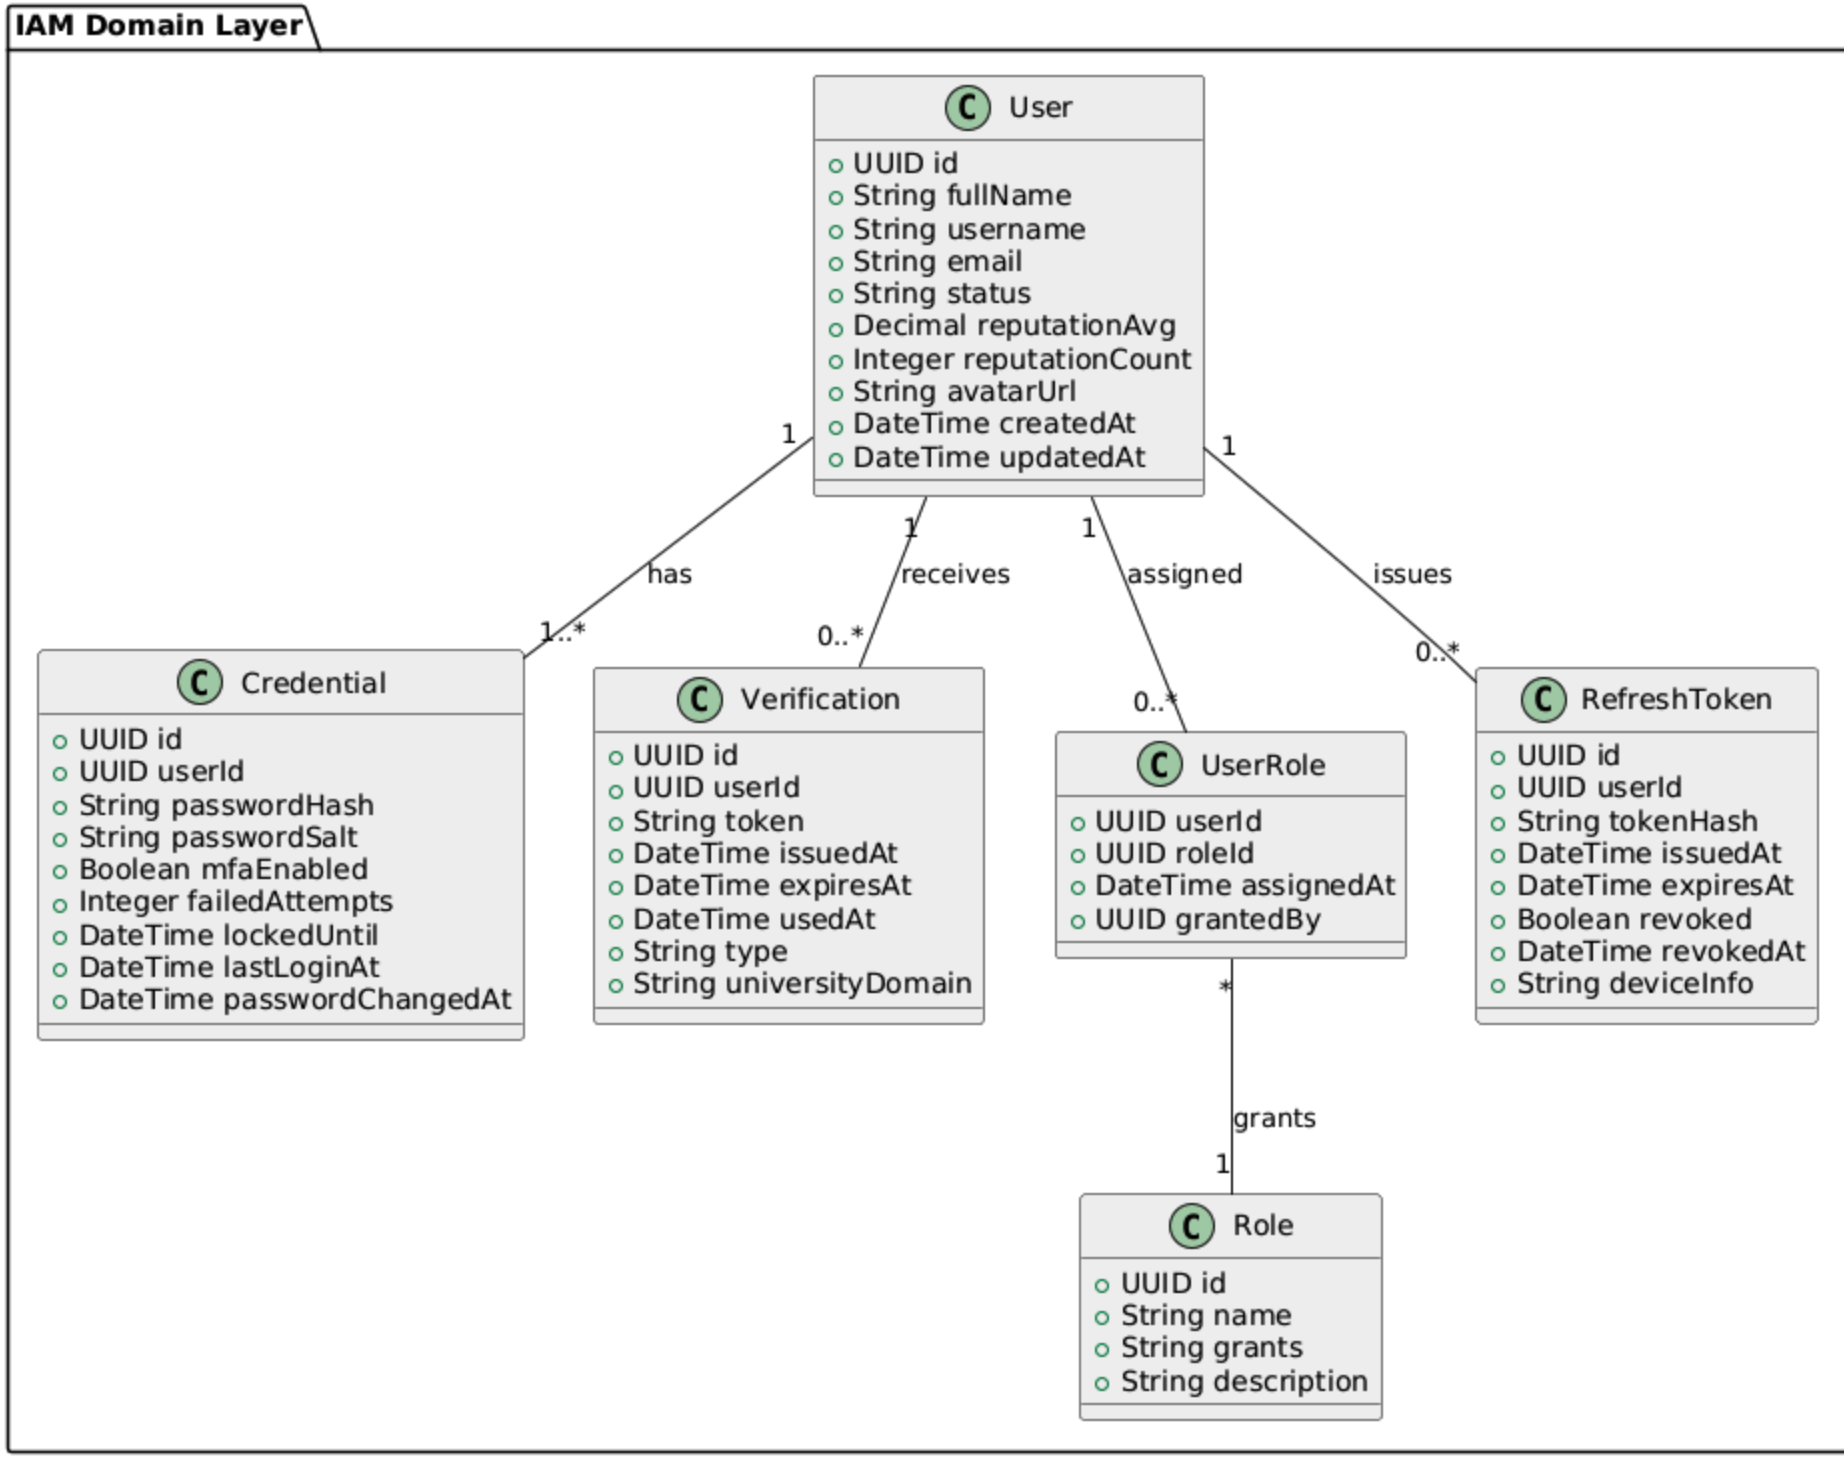 IAM Domain Layer
C User
UUID id
String fullName
String username
String email
String status
Decimal reputationAvg
Integer reputationCount
String avatarUrl
DateTime createdAt
DateTime updatedAt
1
1
1
1
has
receives
assigned
issues
1..*
0..*
0..*
0..*
C Credential
UUID id
UUID userId
String passwordHash
String passwordSalt
Boolean mfaEnabled
Integer failedAttempts
DateTime lockedUntil
DateTime lastLoginAt
DateTime passwordChangedAt
C Verification
UUID id
UUID userId
String token
DateTime issuedAt
DateTime expiresAt
DateTime usedAt
String type
String universityDomain
C UserRole
UUID userId
UUID roleId
DateTime assignedAt
UUID grantedBy
C RefreshToken
UUID id
UUID userId
String tokenHash
DateTime issuedAt
DateTime expiresAt
Boolean revoked
DateTime revokedAt
String deviceInfo
*
grants
1
C Role
UUID id
String name
String grants
String description